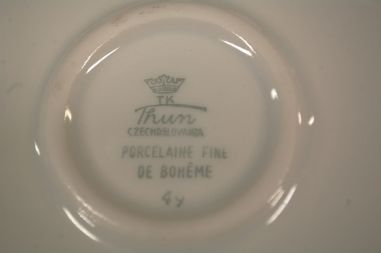 TK
Thun
CZECHOSLOVAKIA
PORCELAINE FINE
DE BOHÊME
4y